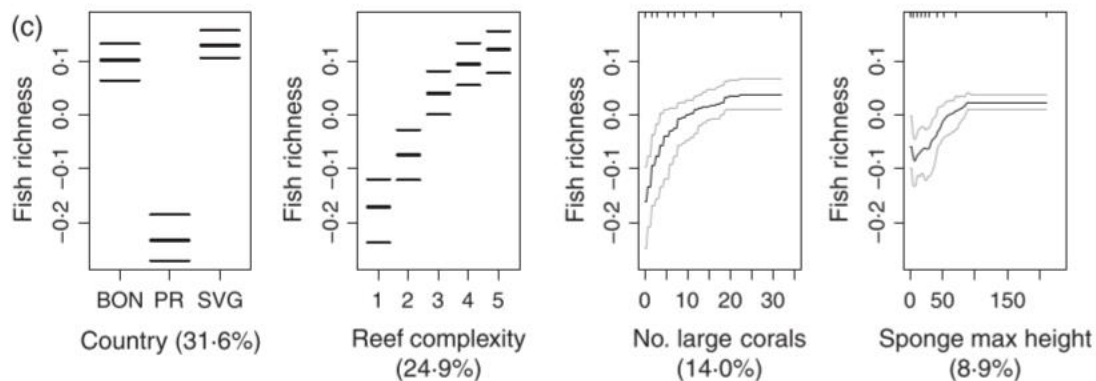 (c)
Fish richness
0·1
0·0
−0·1
−0·2
BON PR SVG
Country (31·6%)
Fish richness
0·1
0·0
−0·1
−0·2
1 2 3 4 5
Reef complexity
(24·9%)
Fish richness
0·1
0·0
−0·1
−0·2
0 10 20 30
No. large corals
(14·0%)
Fish richness
0·1
0·0
−0·1
−0·2
0 50 150
Sponge max height
(8·9%)